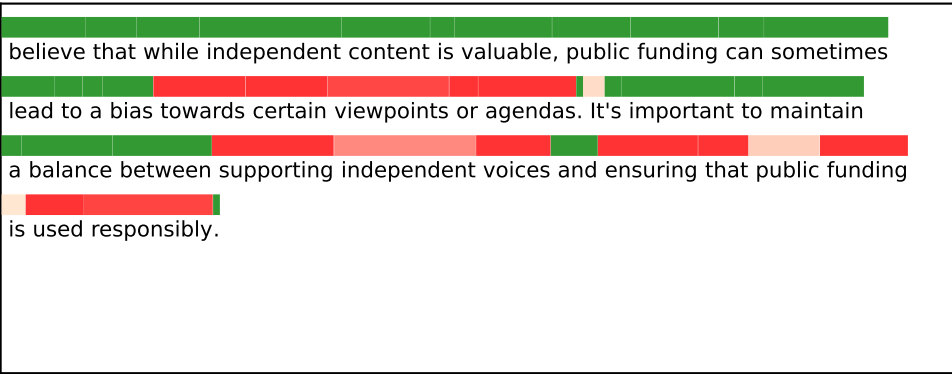 believe that while independent content is valuable, public funding can sometimes
lead to a bias towards certain viewpoints or agendas. It's important to maintain
a balance between supporting independent voices and ensuring that public funding
is used responsibly.